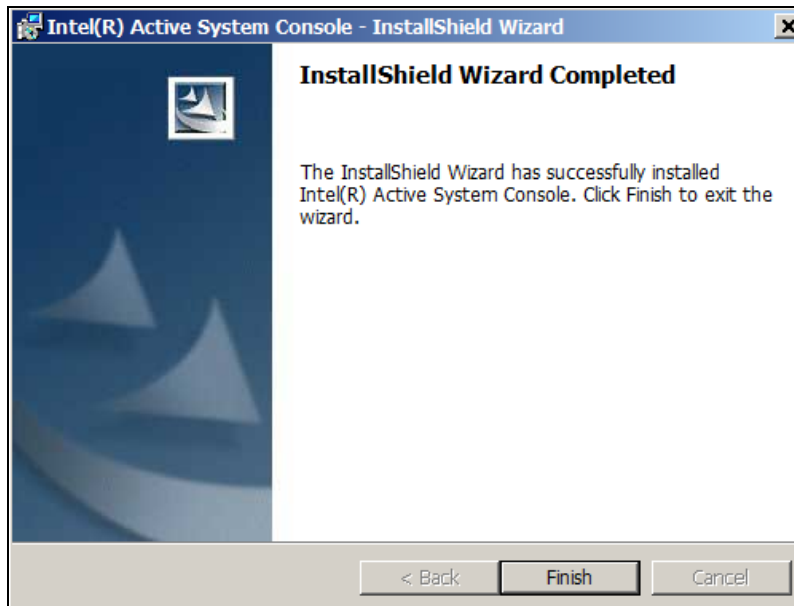 Intel(R) Active System Console - InstallShield Wizard
InstallShield Wizard Completed
The InstallShield Wizard has successfully installed
Intel(R) Active System Console. Click Finish to exit the
wizard.
< Back
Finish
Cancel